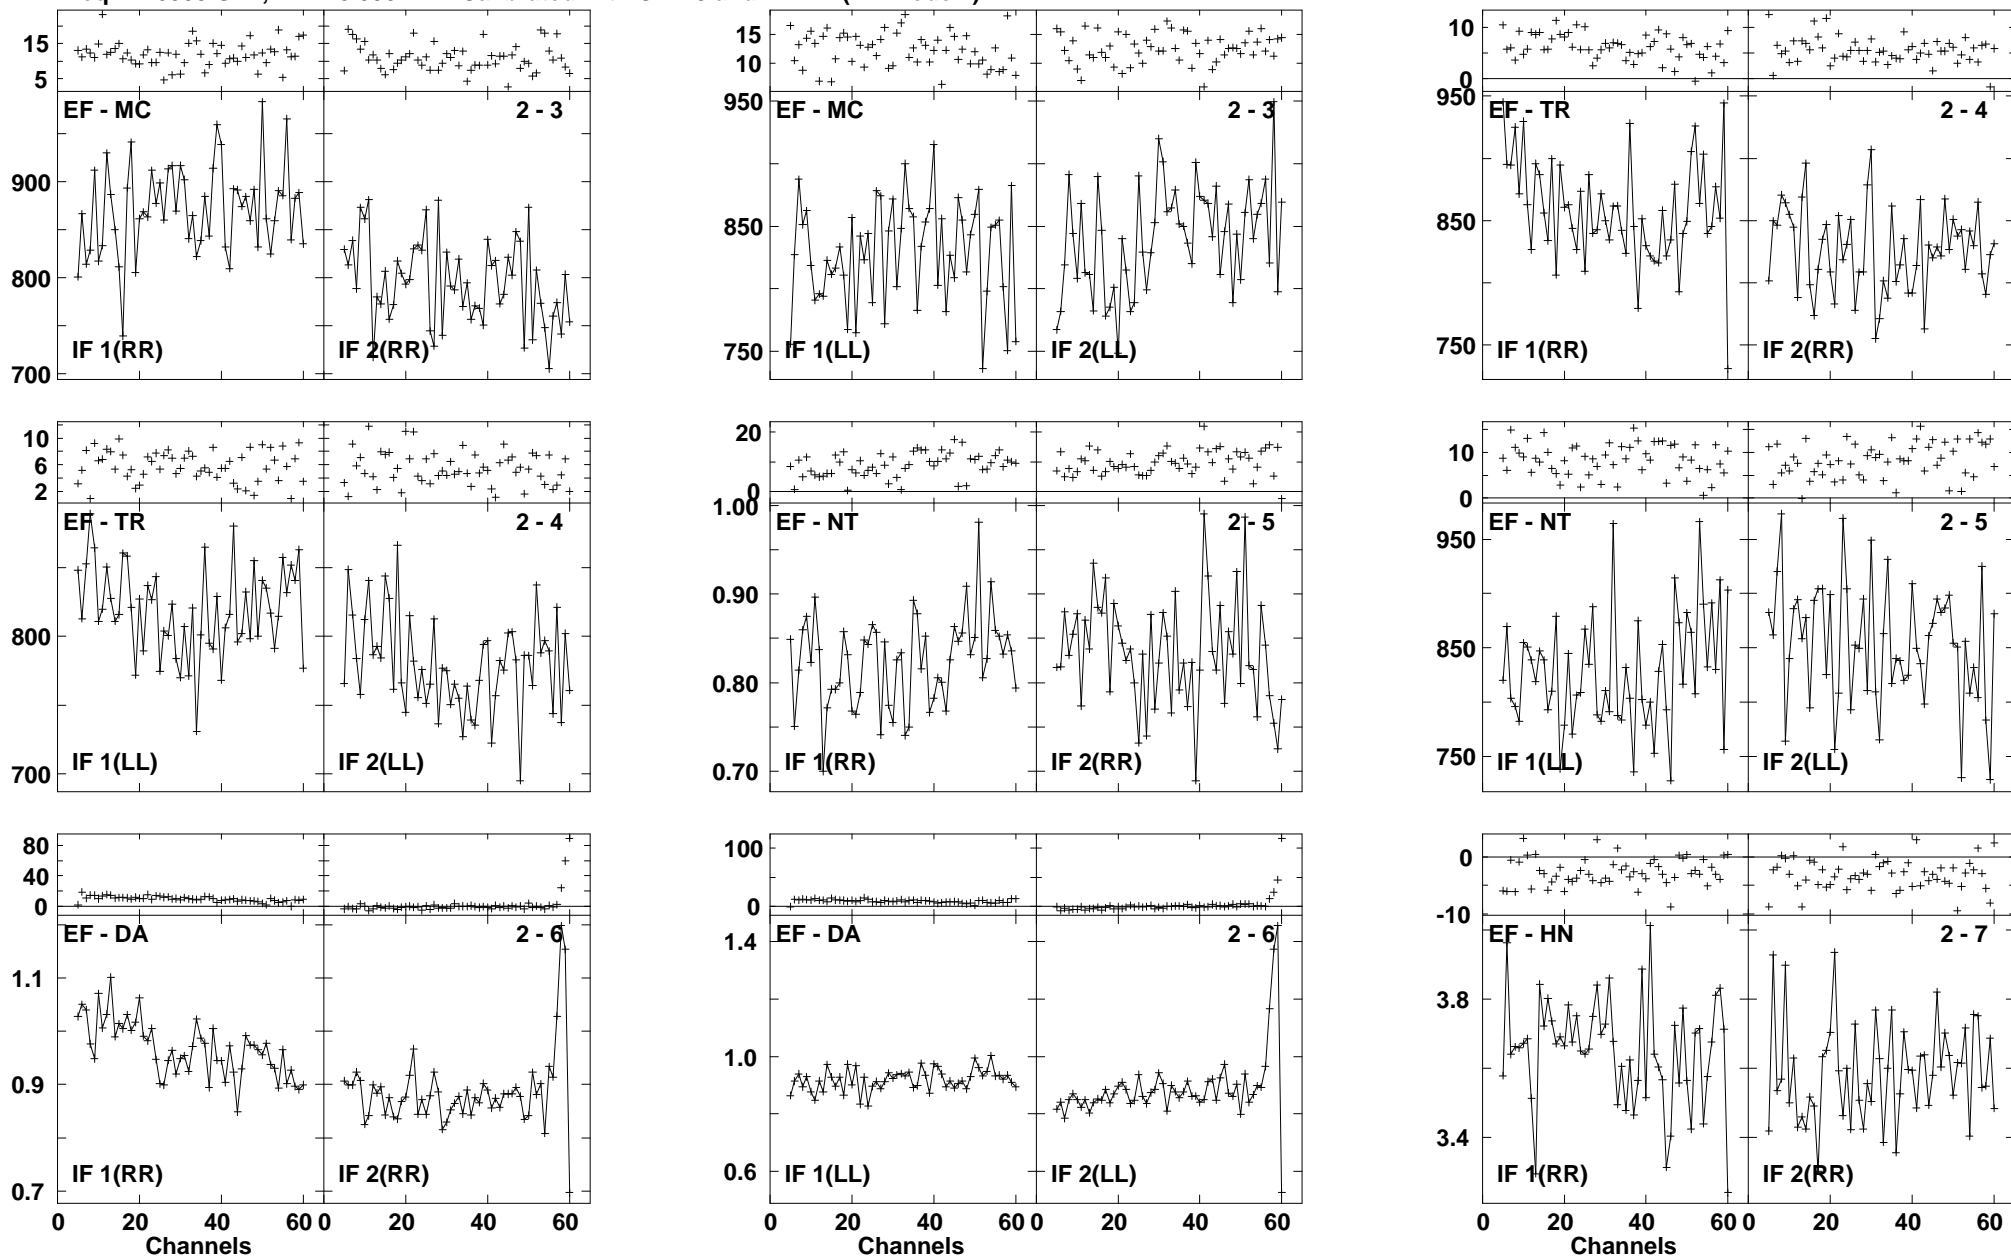 15 15 10
10
5 0
950 950
EF - MC 2 - 3 EF - MC 2 - 3 EF - TR 2 - 4
900
850 850
800
750 750
IF 1(RR) IF 2(RR) IF 1(LL) IF 2(LL) IF 1(RR) IF 2(RR)
700
10 20 10
6 10
2 0 0
1.00
EF - TR 2 - 4 EF - NT 2 - 5 EF - NT 2 - 5
950
0.90
800 850
0.80
750
IF 1(LL) IF 2(LL) IF 1(RR) IF 2(RR) IF 1(LL) IF 2(LL)
700 0.70
80 100 0
40
0 0 -10
EF - DA 2 - 6 EF - DA 2 - 6 EF - HN 2 - 7
1.4
1.1 3.8
1.0
0.9
3.4
IF 1(RR) IF 2(RR) IF 1(LL) IF 2(LL) IF 1(RR) IF 2(RR)
0.7 0.6
0 20 40 60 0 20 40 60 0 20 40 60 0 20 40 60 0 20 40 60 0 20 40 60
Channels Channels Channels